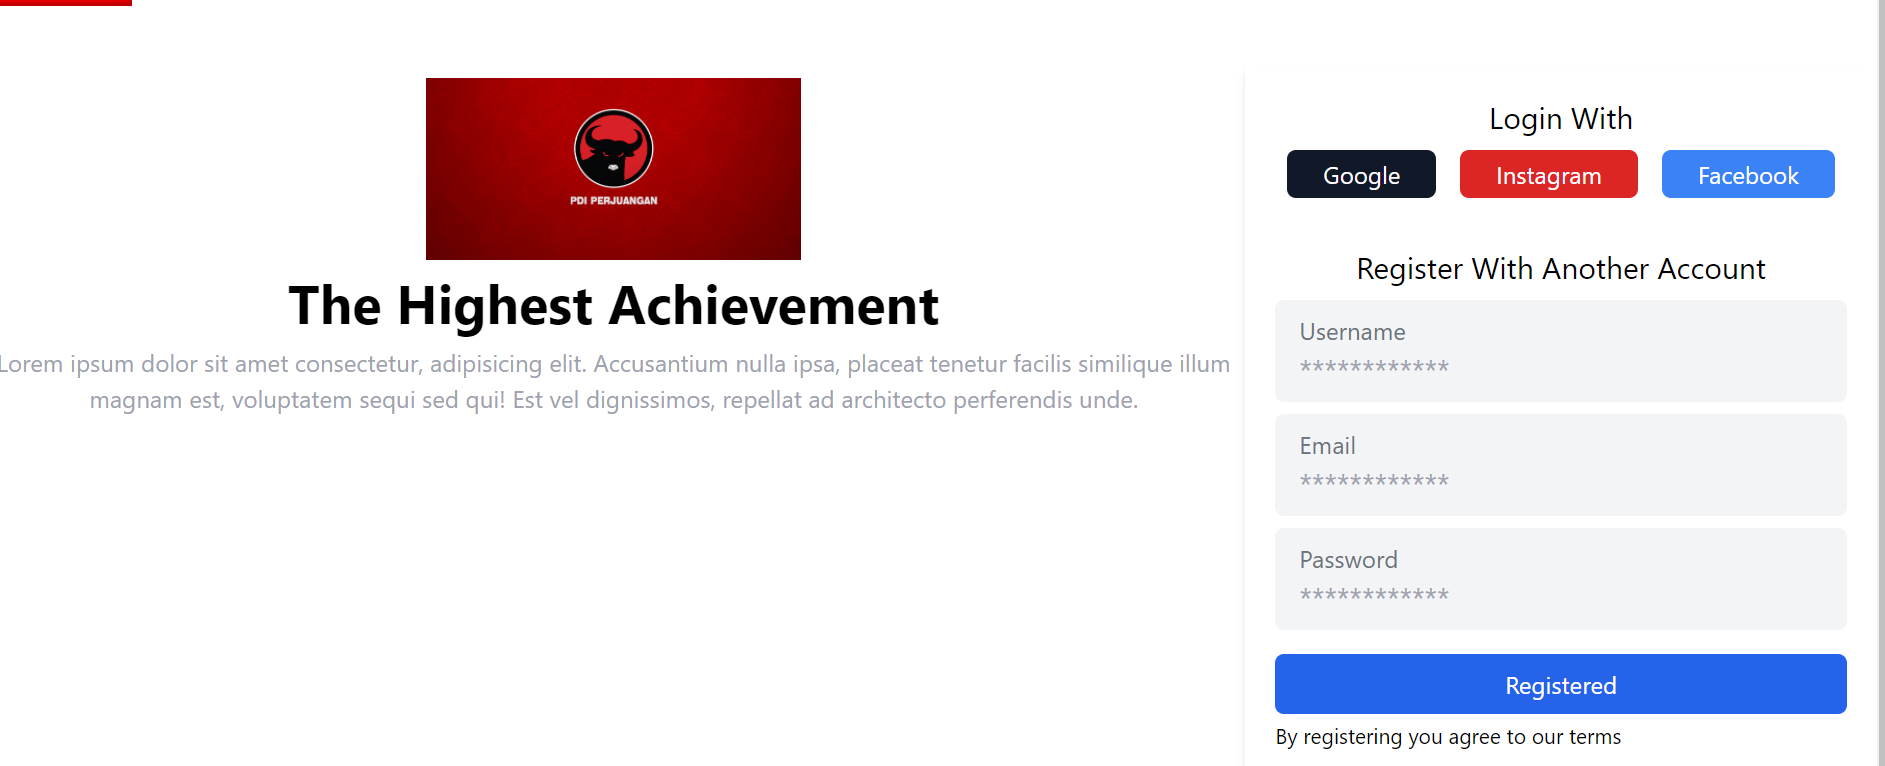 PDI PERJUANGAN
The Highest Achievement
Lorem ipsum dolor sit amet consectetur, adipisicing elit. Accusantium nulla ipsa, placeat tenetur facilis similique illum
magnam est, voluptatem sequi sed qui! Est vel dignissimos, repellat ad architecto perferendis unde.
Login With
Google Instagram Facebook
Register With Another Account
Username
************
Email
************
Password
************
Registered
By registering you agree to our terms